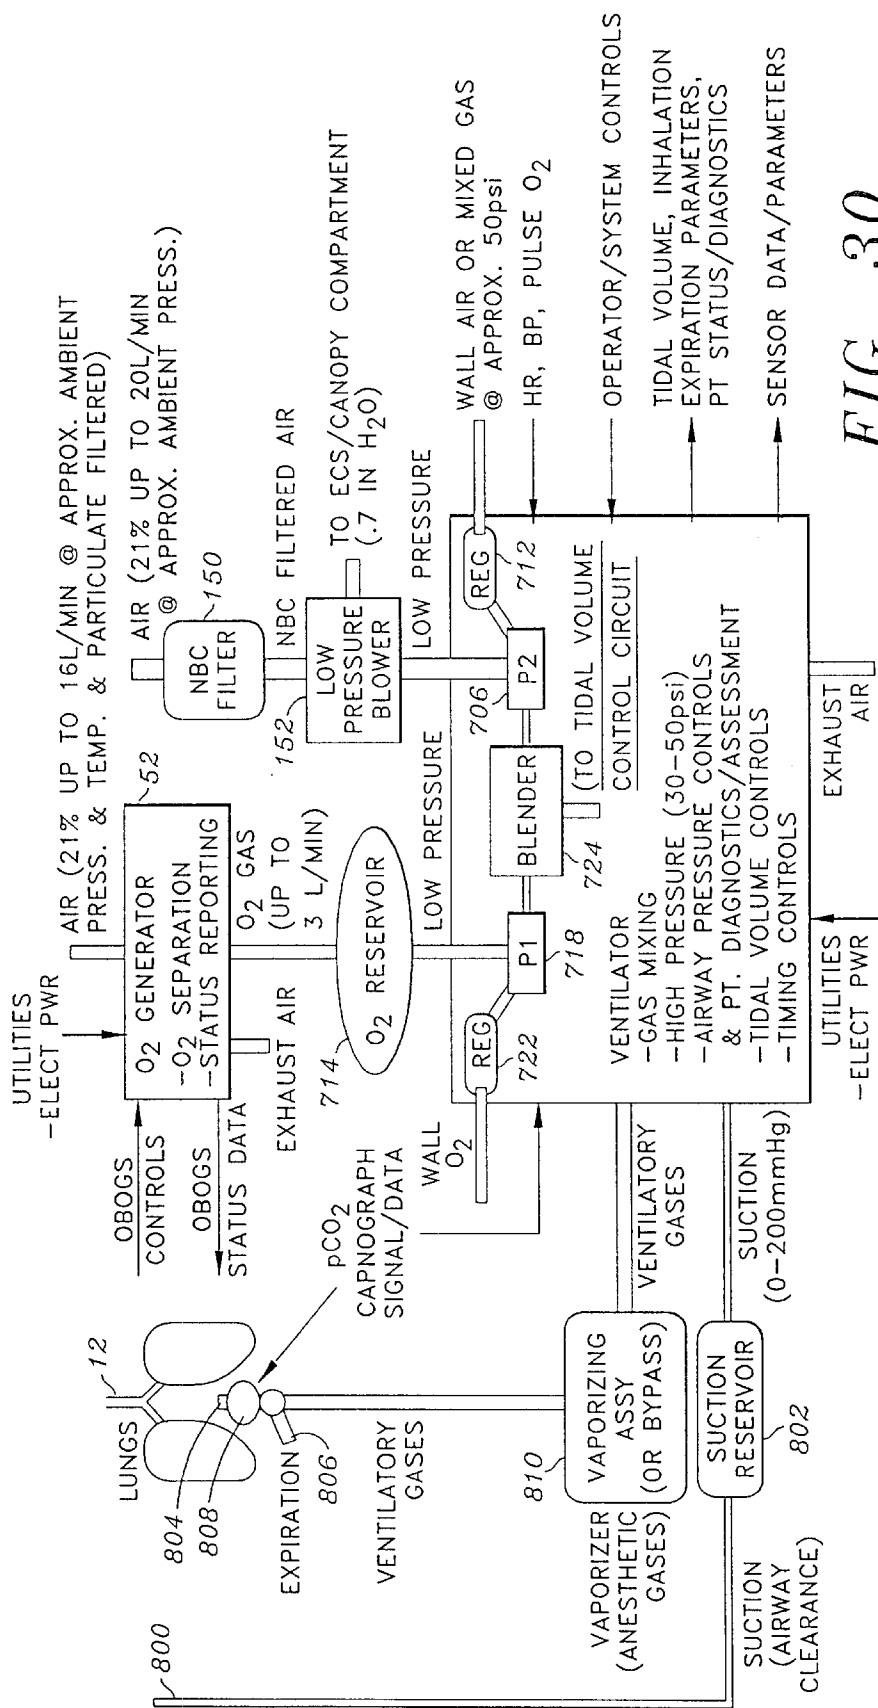 800
LUNGS
12
804
808
EXPIRATION
806
VENTILATORY
GASES
pCO2
CAPNOGRAPH
SIGNAL/DATA
810
VAPORIZING
ASSY
(OR BYPASS)
VAPORIZER
(ANESTHETIC
GASES)
VENTILATORY
GASES
SUCTION
RESERVOIR
802
SUCTION
(0-200mmHg)
SUCTION
(AIRWAY
CLEARANCE)
UTILITIES
-ELECT PWR
OBOGS
CONTROLS
OBOGS
STATUS DATA
AIR (21% UP TO 16L/MIN @ APPROX. AMBIENT
PRESS. & TEMP. & PARTICULATE FILTERED)
52
O2 GENERATOR
-O2 SEPARATION
-STATUS REPORTING
EXHAUST AIR
O2 GAS
(UP TO
3 L/MIN)
714
O2 RESERVOIR
LOW PRESSURE
AIR (21% UP TO 20L/MIN
@ APPROX. AMBIENT PRESS.)
150
NBC
FILTER
NBC FILTERED AIR
152
LOW
PRESSURE
BLOWER
TO ECS/CANOPY COMPARTMENT
(.7 IN H2O)
LOW PRESSURE
WALL
O2
REG
722
P1
718
BLENDER
724
706
P2
REG
712
(TO TIDAL VOLUME
CONTROL CIRCUIT
WALL AIR OR MIXED GAS
@ APPROX. 50psi
HR, BP, PULSE O2
OPERATOR/SYSTEM CONTROLS
TIDAL VOLUME, INHALATION
EXPIRATION PARAMETERS,
PT STATUS/DIAGNOSTICS
SENSOR DATA/PARAMETERS
VENTILATOR
-GAS MIXING
-HIGH PRESSURE (30-50psi)
-AIRWAY PRESSURE CONTROLS
& PT. DIAGNOSTICS/ASSESSMENT
-TIDAL VOLUME CONTROLS
-TIMING CONTROLS
UTILITIES
-ELECT PWR
EXHAUST
AIR
FIG. 30